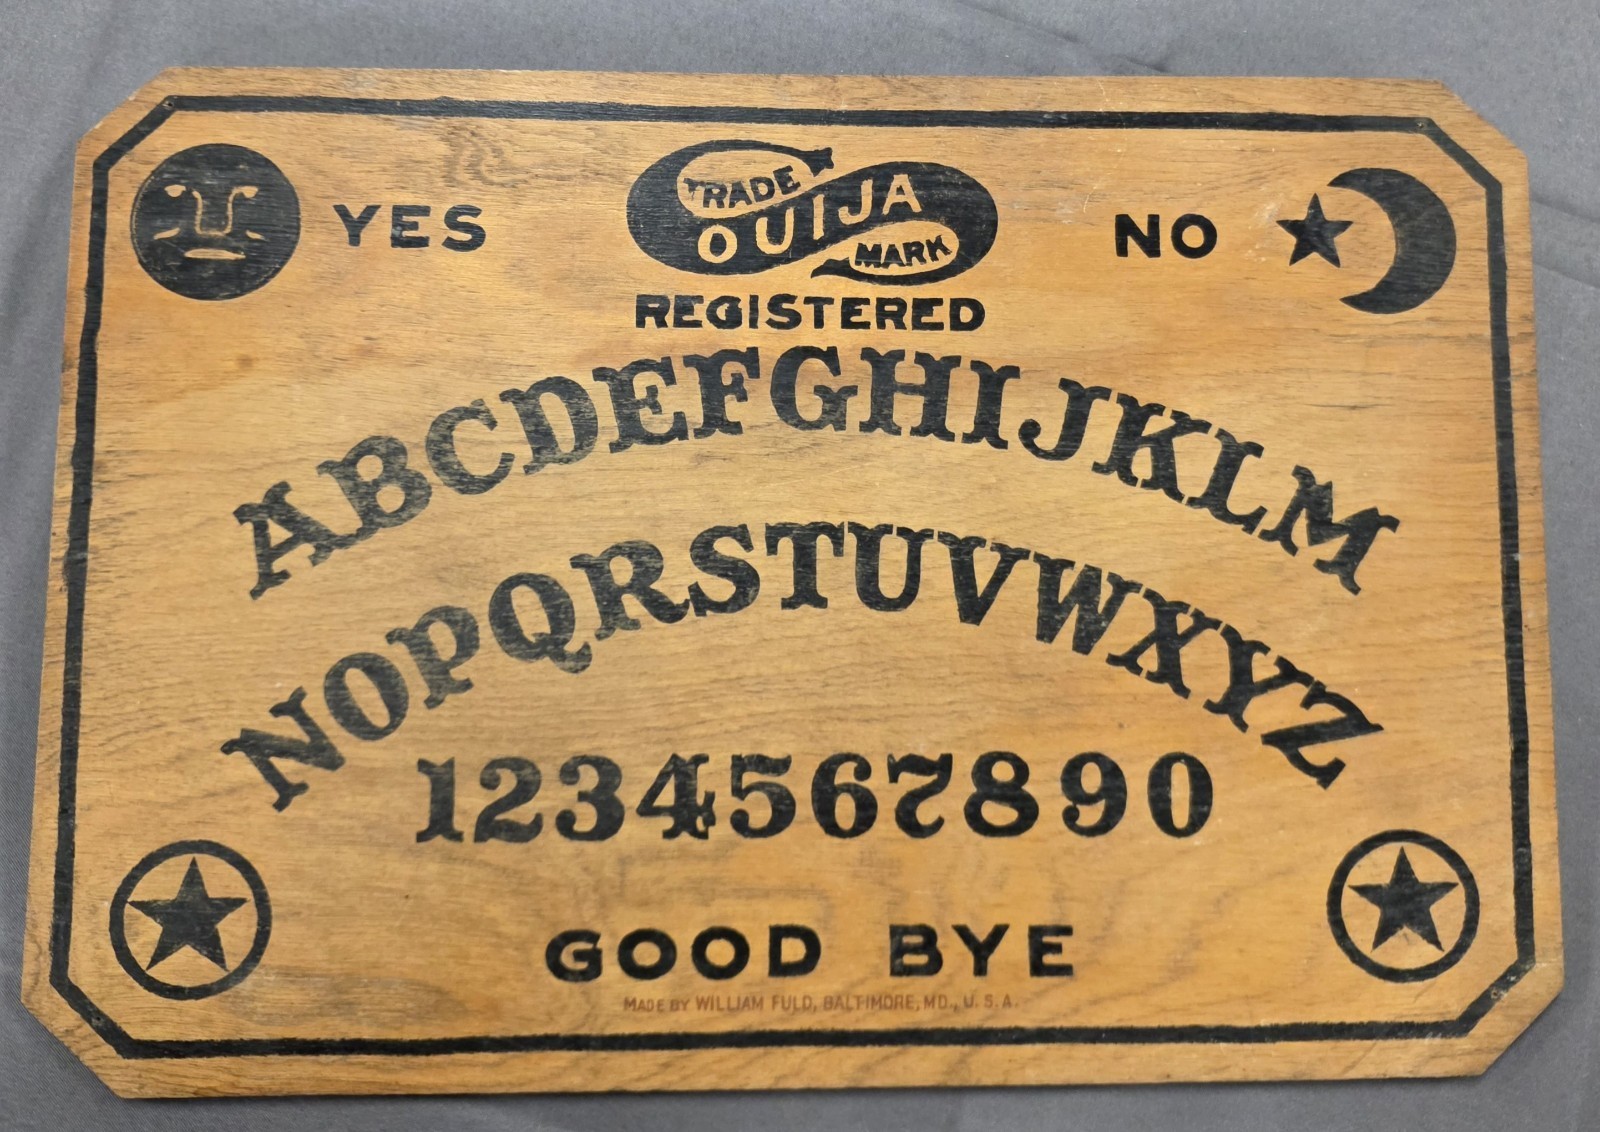 YES
TRADE
OUIJA
MARK
NO
REGISTERED
ABCDEFGHIJKLM
NOPQRSTUVWXYZ
1234567890
GOOD BYE
MADE BY WILLIAM FULD, BALTIMORE, MD., U.S.A.